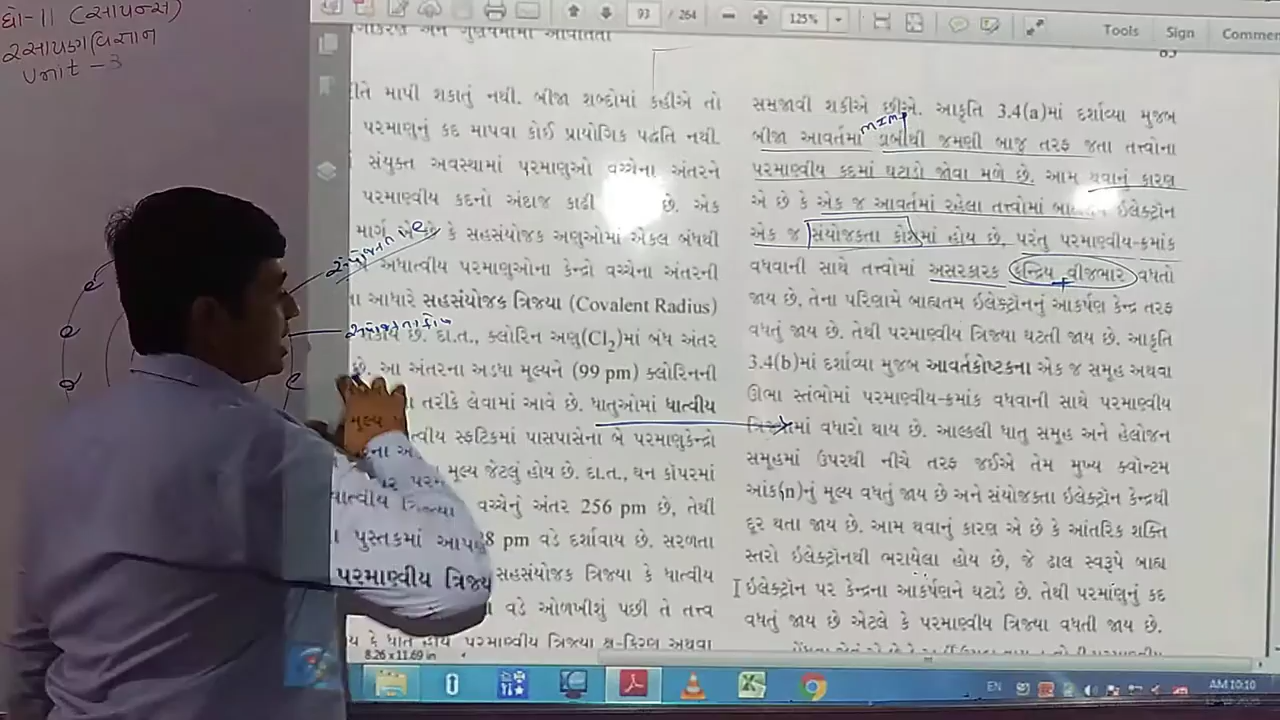 ધો-11 (સાયન્સ)
રસાયણવિજ્ઞાન
Unit - 3
93 / 264
125%
Tools Sign Comment
રીતે માપી શકાતું નથી. બીજા શબ્દોમાં કહીએ તો
પરમાણુનું કદ માપવા કોઈ પ્રાયોગિક પદ્ધતિ નથી.
સંયુક્ત અવસ્થામાં પરમાણુઓ વચ્ચેના અંતરને
પરમાણ્વીય કદનો અંદાજ કાઢી છે. એક
માર્ગ કે સહસંયોજક અણુઓમાં એકલ બંધથી
અધાત્વીય પરમાણુઓના કેન્દ્રો વચ્ચેના અંતરની
ના આધારે સહસંયોજક ત્રિજ્યા (Covalent Radius)
છે. દા.ત., ક્લોરિન અણુ(Cl₂)માં બંધ અંતર
છે. આ અંતરના અડધા મૂલ્યને (99 pm) ક્લોરિનની
તરીકે લેવામાં આવે છે. ધાતુઓમાં ધાત્વીય
મૂલ્ય
ત્વીય સ્ફટિકમાં પાસપાસેના બે પરમાણુકેન્દ્રો
મૂલ્ય જેટલું હોય છે. દા.ત., ઘન કોપરમાં
વચ્ચેનું અંતર 256 pm છે, તેથી
પુસ્તકમાં 8 pm વડે દર્શાવાય છે. સરળતા
પરમાણ્વીય ત્રિજ્ય સહસંયોજક ત્રિજ્યા કે ધાત્વીય
વડે ઓળખીશું પછી તે તત્ત્વ
પરમાણ્વીય ત્રિજ્યા ક્ષ-કિરણ અથવા
8.26 x 11.69 in
સમજાવી શકીએ છીએ. આકૃતિ 3.4(a)માં દર્શાવ્યા મુજબ
બીજા આવર્તમાં ડાબીથી જમણી બાજુ તરફ જતા તત્ત્વોના
પરમાણ્વીય કદમાં ઘટાડો જોવા મળે છે. આમ થવાનું કારણ
એ છે કે એક જ આવર્તમાં રહેલા તત્ત્વોમાં ઇલેક્ટ્રૉન
એક જ સંયોજકતા કોશમાં હોય છે, પરંતુ પરમાણ્વીય-ક્રમાંક
વધવાની સાથે તત્ત્વોમાં અસરકારક કેન્દ્રિય વીજભાર વધતો
જાય છે, તેના પરિણામે બાહ્યતમ ઇલેક્ટ્રૉનનું આકર્ષણ કેન્દ્ર તરફ
વધતું જાય છે. તેથી પરમાણ્વીય ત્રિજ્યા ઘટતી જાય છે. આકૃતિ
3.4(b)માં દર્શાવ્યા મુજબ આવર્તકોષ્ટકના એક જ સમૂહ અથવા
ઊભા સ્તંભોમાં પરમાણ્વીય-ક્રમાંક વધવાની સાથે પરમાણ્વીય
ત્રિજ્યામાં વધારો થાય છે. આલ્કલી ધાતુ સમૂહ અને હેલોજન
સમૂહમાં ઉપરથી નીચે તરફ જઈએ તેમ મુખ્ય ક્વૉન્ટમ
આંક(n)નું મૂલ્ય વધતું જાય છે અને સંયોજકતા ઇલેક્ટ્રૉન કેન્દ્રથી
દૂર થતા જાય છે. આમ થવાનું કારણ એ છે કે આંતરિક શક્તિ
સ્તરો ઇલેક્ટ્રૉનથી ભરાયેલા હોય છે, જે ઢાલ સ્વરૂપે બાહ્ય
ઇલેક્ટ્રૉન પર કેન્દ્રના આકર્ષણને ઘટાડે છે. તેથી પરમાણુનું કદ
વધતું જાય છે એટલે કે પરમાણ્વીય ત્રિજ્યા વધતી જાય છે.
EN
AM 10:10